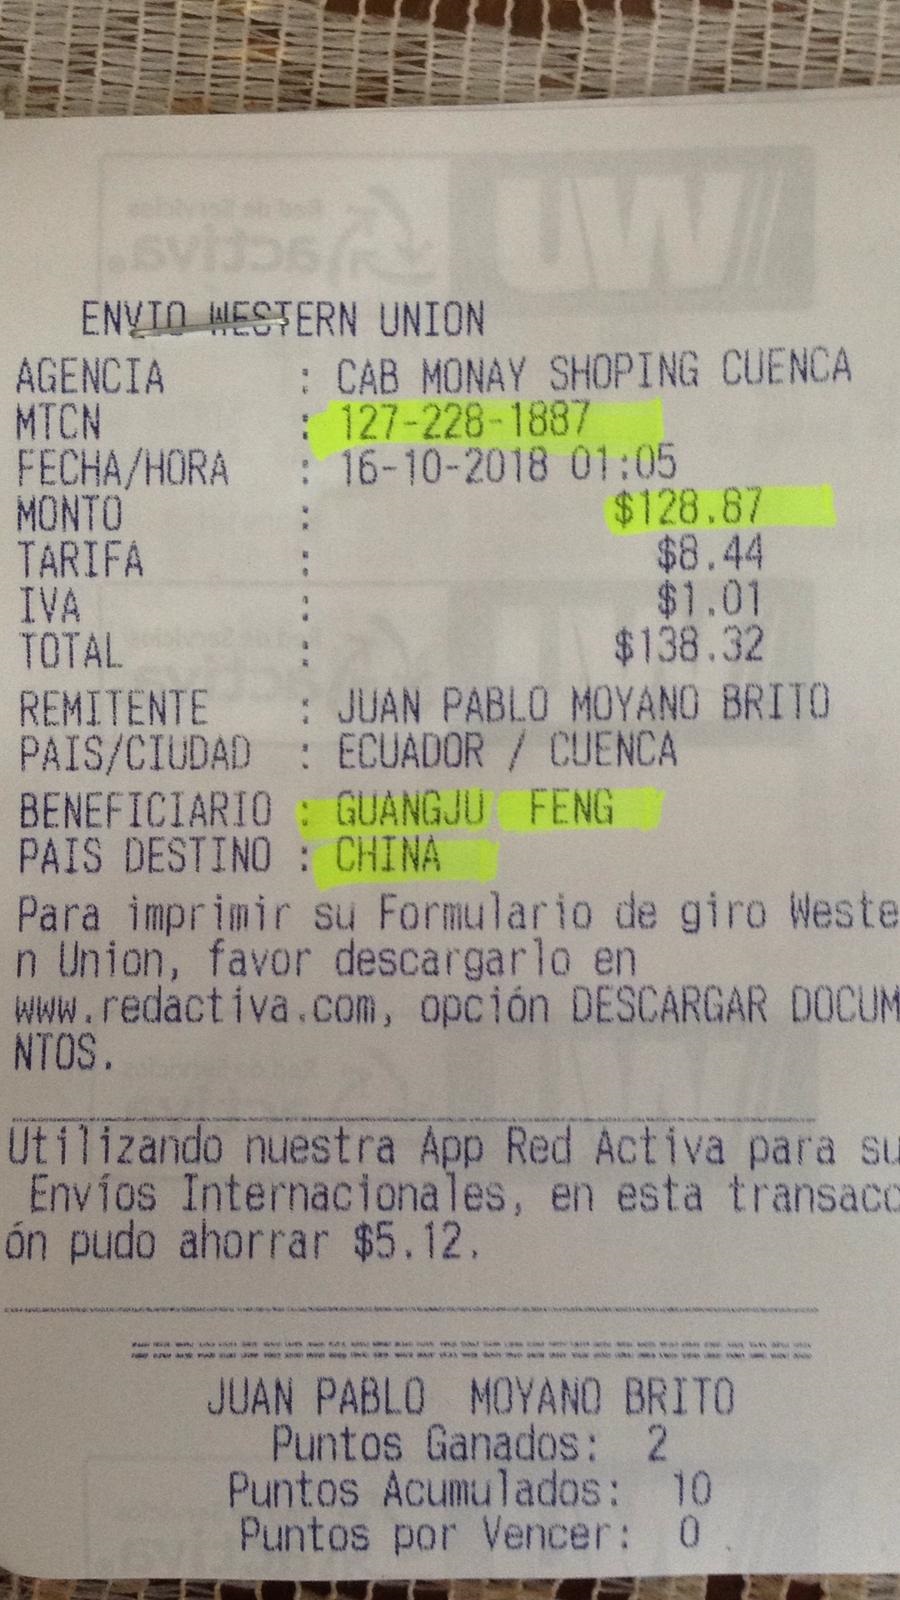 ENVIO WESTERN UNION
AGENCIA : CAB MONAY SHOPING CUENCA
MTCN : 127-228-1887
FECHA/HORA : 16-10-2018 01:05
MONTO : $128.87
TARIFA : $8.44
IVA : $1.01
TOTAL : $138.32
REMITENTE : JUAN PABLO MOYANO BRITO
PAIS/CIUDAD : ECUADOR / CUENCA
BENEFICIARIO : GUANGJU FENG
PAIS DESTINO : CHINA
Para imprimir su Formulario de giro Weste
n Union, favor descargarlo en
www.redactiva.com, opción DESCARGAR DOCUM
NTOS.
Utilizando nuestra App Red Activa para su
Envíos Internacionales, en esta transacc
ón pudo ahorrar $5.12.
JUAN PABLO MOYANO BRITO
Puntos Ganados: 2
Puntos Acumulados: 10
Puntos por Vencer: 0